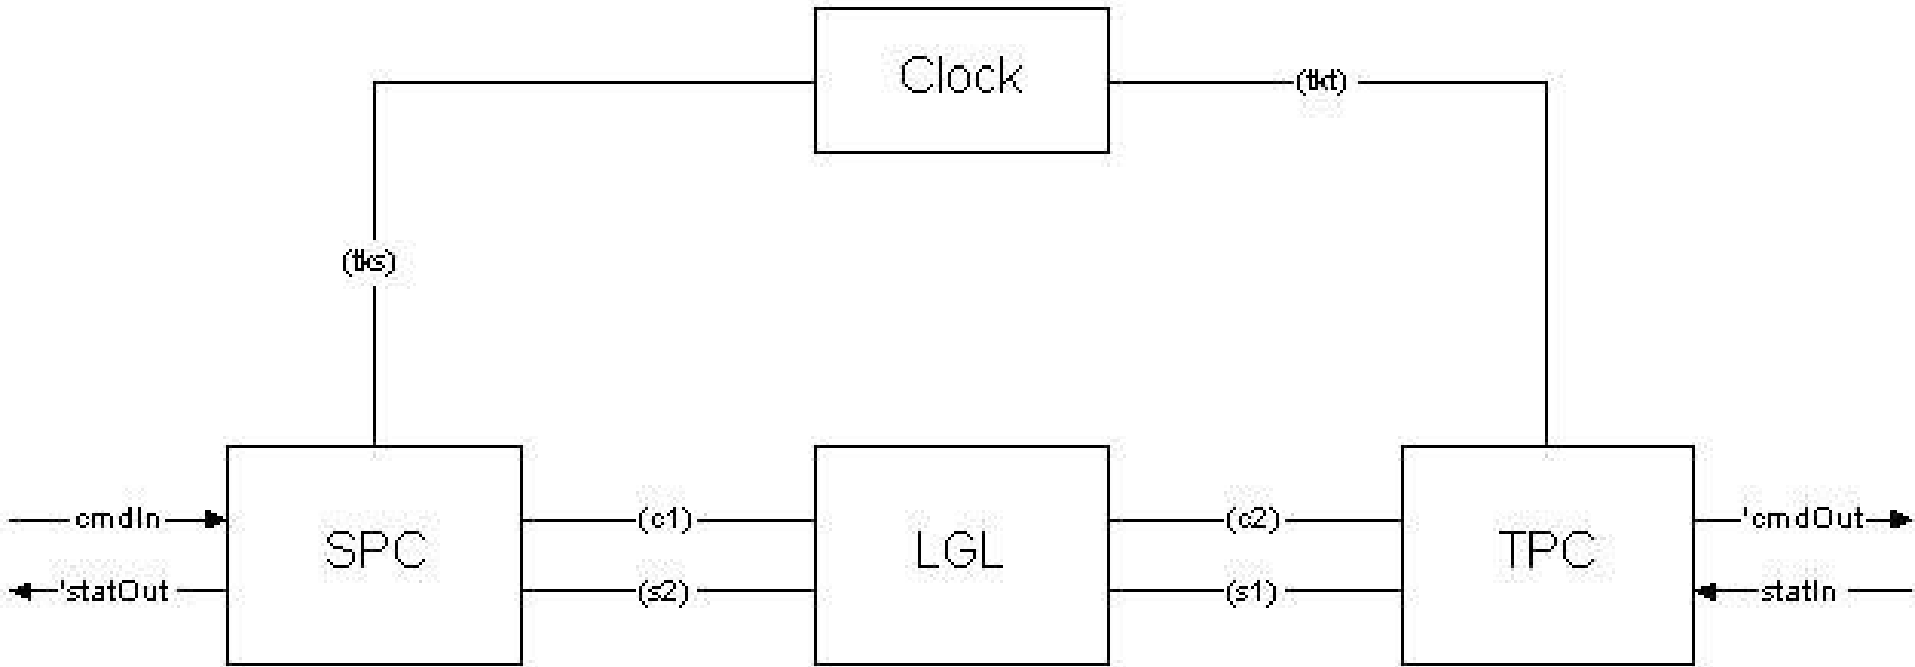 Clock
(tkt)
(tks)
cmdIn
SPC
(c1)
LGL
(c2)
TPC
'cmdOut
'statOut
(s2)
(s1)
statIn